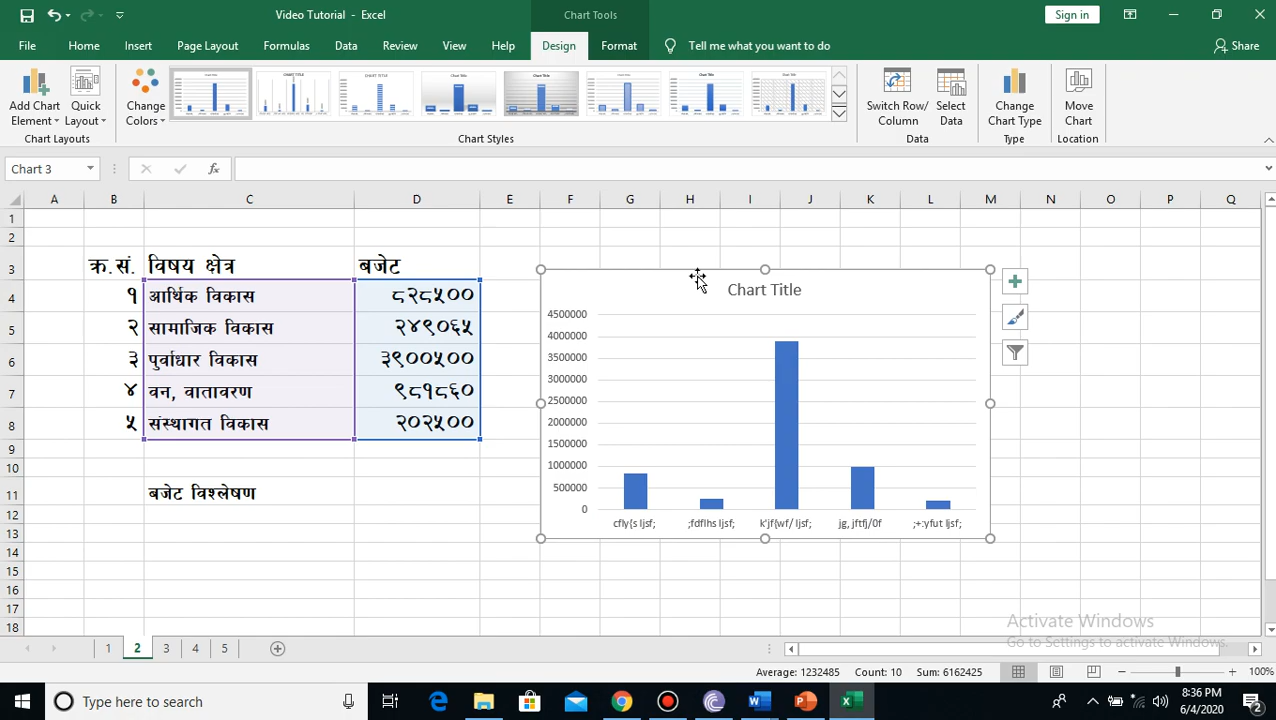 Video Tutorial - Excel
Chart Tools
Sign in
File Home Insert Page Layout Formulas Data Review View Help Design Format Tell me what you want to do Share
Add Chart Element
Quick Layout
Change Colors
Switch Row/Column
Select Data
Change Chart Type
Move Chart
Chart Layouts
Chart Styles
Data
Type
Location
Chart 3
fx
A B C D E F G H I J K L M N O P Q
1
2
3 क्र.सं. विषय क्षेत्र बजेट
4 १ आर्थिक विकास ८२८५००
5 २ सामाजिक विकास २४९०६५
6 ३ पुर्वाधार विकास ३९००५००
7 ४ वन, वातावरण ९८१८६०
8 ५ संस्थागत विकास २०२५००
9
10
11 बजेट विश्लेषण
12
13
14
15
16
17
18
Chart Title
4500000
4000000
3500000
3000000
2500000
2000000
1500000
1000000
500000
0
cfly{s ljsf; ;fdflhs ljsf; k'jf{wf/ ljsf; jg, jftfj/0f ;+:yfut ljsf;
Activate Windows
Go to Settings to activate Windows.
1 2 3 4 5
Average: 1232485 Count: 10 Sum: 6162425 100%
Type here to search
8:36 PM
6/4/2020
2